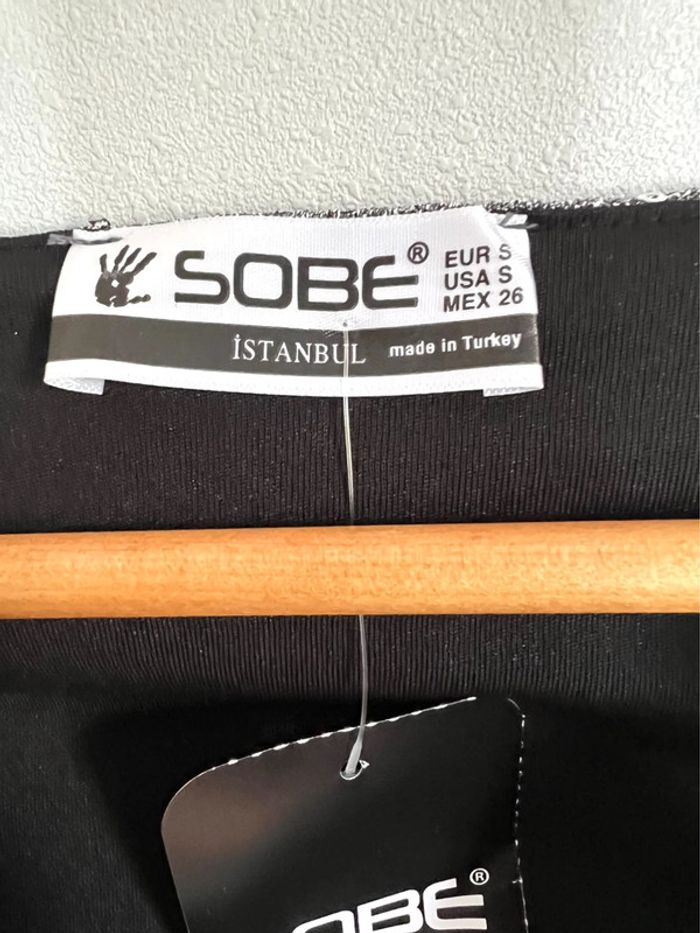 SOBE®
EUR S
USA S
MEX 26
İSTANBUL made in Turkey
OBE®